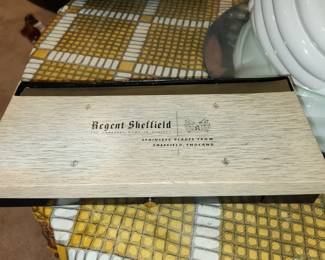 Regent Sheffield
STAINLESS BLADES FROM
SHEFFIELD, ENGLAND